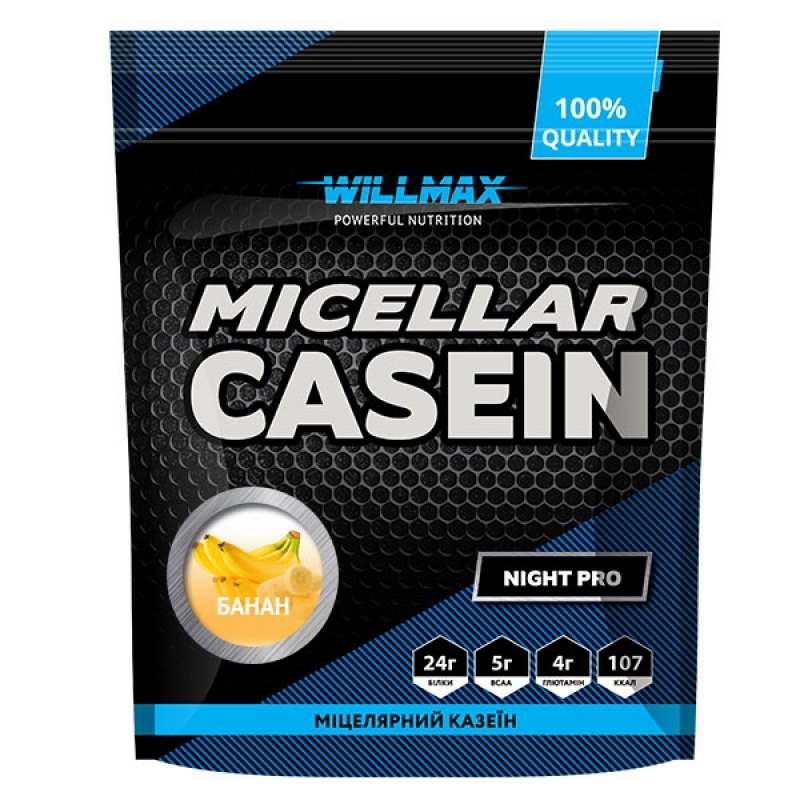 100%
QUALITY
WILLMAX
POWERFUL NUTRITION
MICELLAR
CASEIN
БАНАН
NIGHT PRO
24г
БІЛКИ
5г
BCAA
4г
ГЛЮТАМІН
107
ККАЛ
МІЦЕЛЯРНИЙ КАЗЕЇН